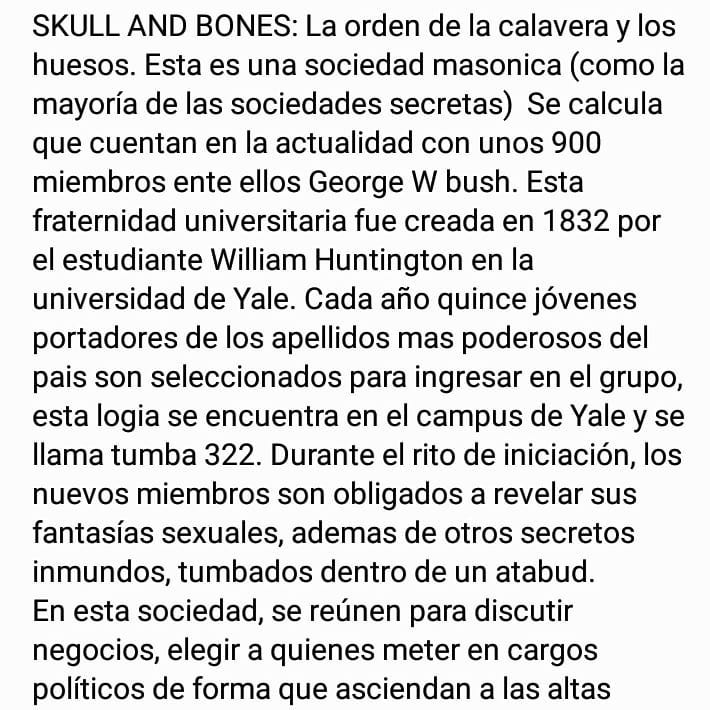 SKULL AND BONES: La orden de la calavera y los
huesos. Esta es una sociedad masonica (como la
mayoría de las sociedades secretas)  Se calcula
que cuentan en la actualidad con unos 900
miembros ente ellos George W bush. Esta
fraternidad universitaria fue creada en 1832 por
el estudiante William Huntington en la
universidad de Yale. Cada año quince jóvenes
portadores de los apellidos mas poderosos del
pais son seleccionados para ingresar en el grupo,
esta logia se encuentra en el campus de Yale y se
llama tumba 322. Durante el rito de iniciación, los
nuevos miembros son obligados a revelar sus
fantasías sexuales, ademas de otros secretos
inmundos, tumbados dentro de un atabud.
En esta sociedad, se reúnen para discutir
negocios, elegir a quienes meter en cargos
políticos de forma que asciendan a las altas